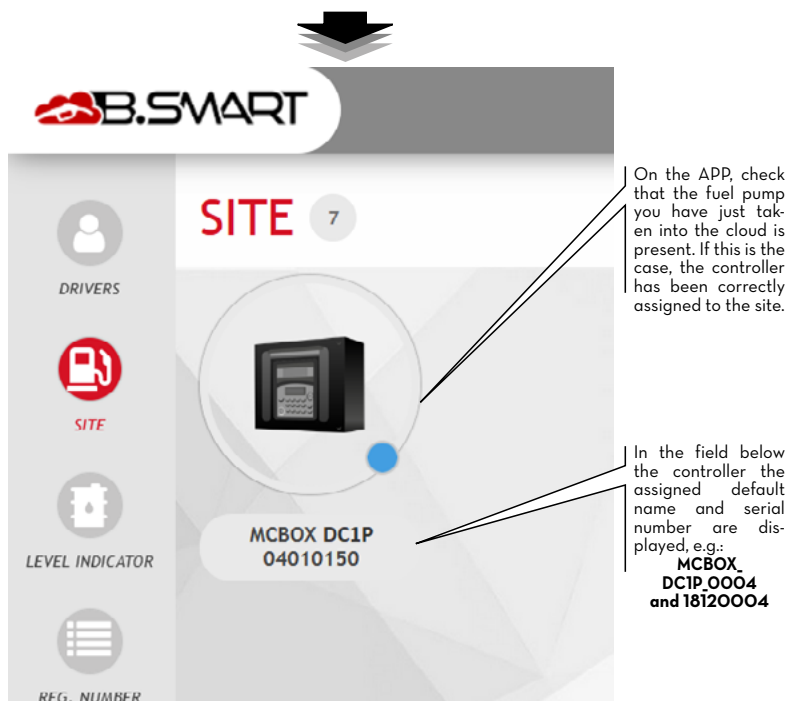 B.SMART
SITE 7
DRIVERS
SITE
LEVEL INDICATOR
REG. NUMBER
MCBOX DC1P
04010150
On the APP, check
that the fuel pump
you have just tak-
en into the cloud is
present. If this is the
case, the controller
has been correctly
assigned to the site.
In the field below
the controller the
assigned default
name and serial
number are dis-
played, e.g.:
MCBOX_
DC1P_0004
and 18120004